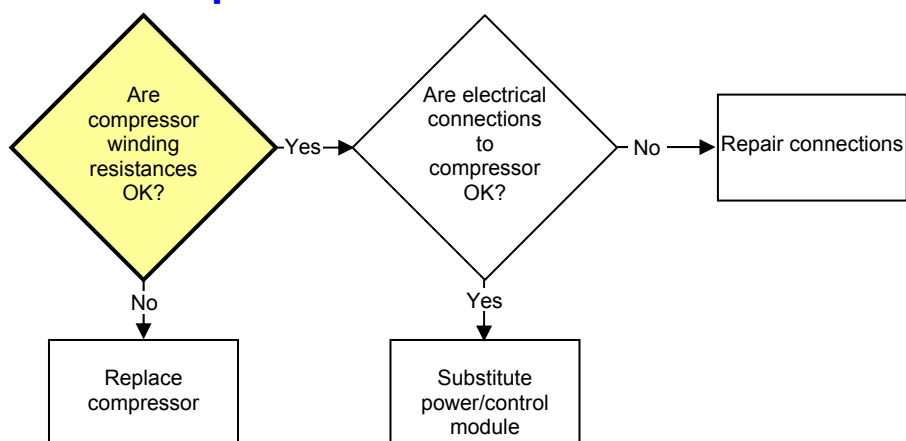 Are
compressor
winding
resistances
OK?
Yes
Are electrical
connections
to
compressor
OK?
No
Repair connections
No
Yes
Replace
compressor
Substitute
power/control
module